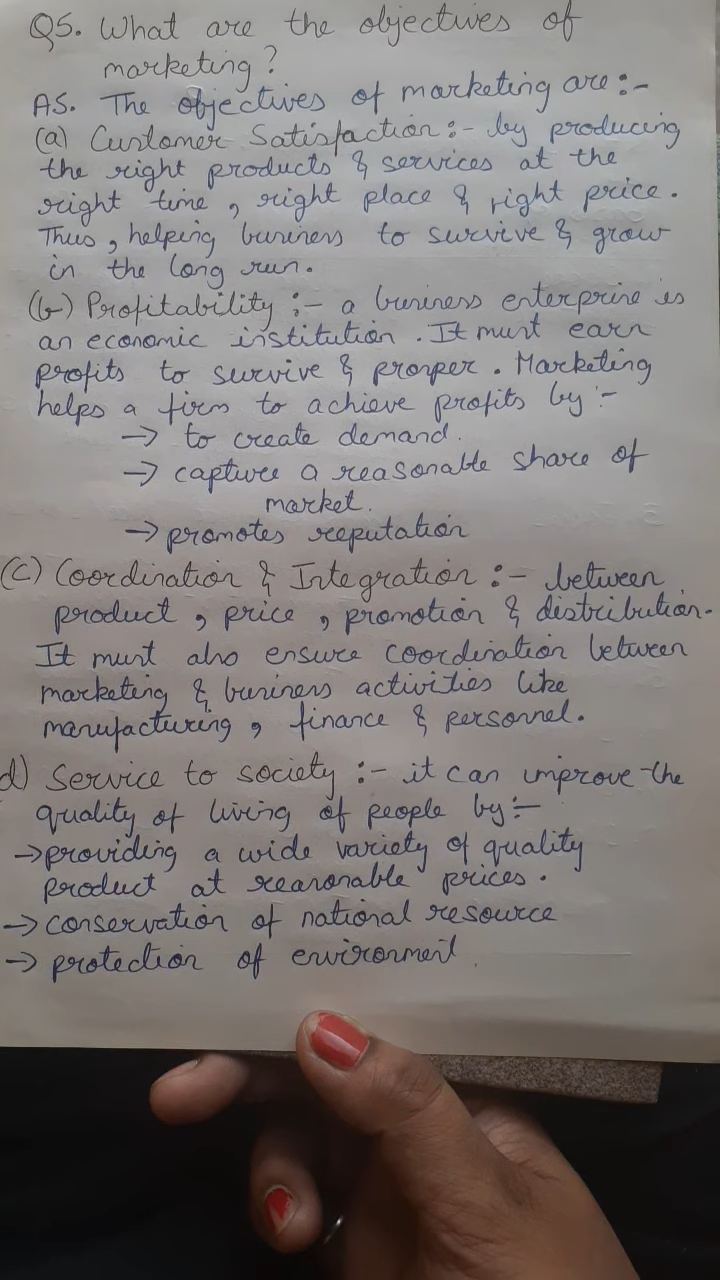 Q5. What are the objectives of
marketing?
A5. The objectives of marketing are :-
(a) Customer Satisfaction :- by producing
the right products & services at the
right time, right place & right price.
Thus, helping business to survive & grow
in the long run.
(b) Profitability :- a business enterprise is
an economic institution. It must earn
profits to survive & prosper. Marketing
helps a firm to achieve profits by :-
→ to create demand.
→ capture a reasonable share of
market.
→ promotes reputation
(C) Coordination & Integration :- between
product, price, promotion & distribution.
It must also ensure coordination between
marketing & business activities like
manufacturing, finance & personnel.
d) Service to society :- it can improve the
quality of living of people by :-
→ providing a wide variety of quality
product at reasonable prices.
→ conservation of national resource
→ protection of environment.